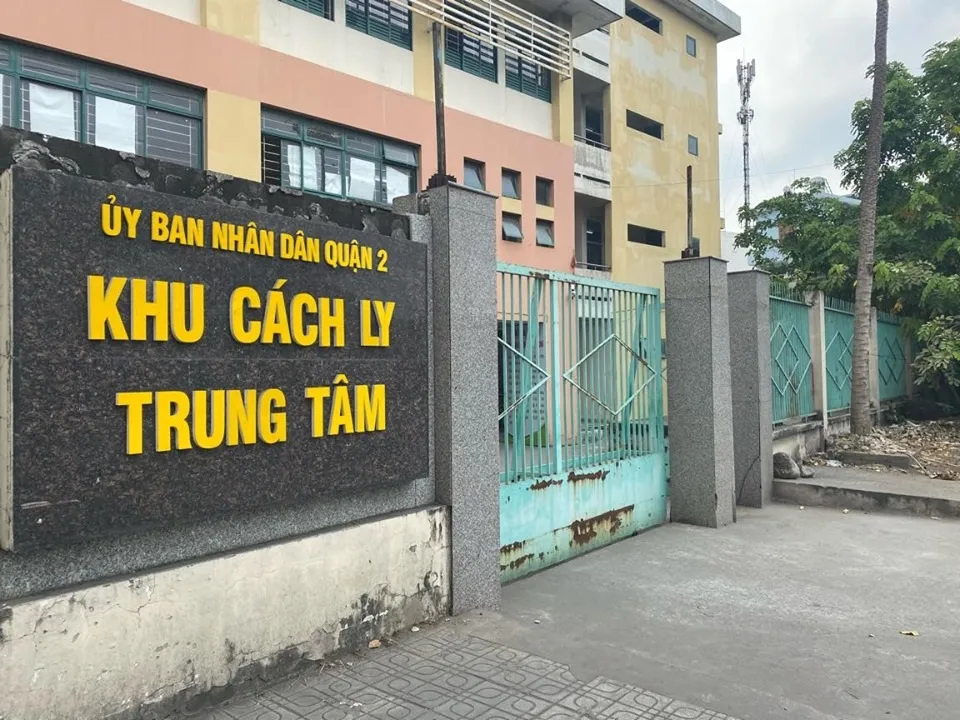 ỦY BAN NHÂN DÂN QUẬN 2
KHU CÁCH LY
TRUNG TÂM